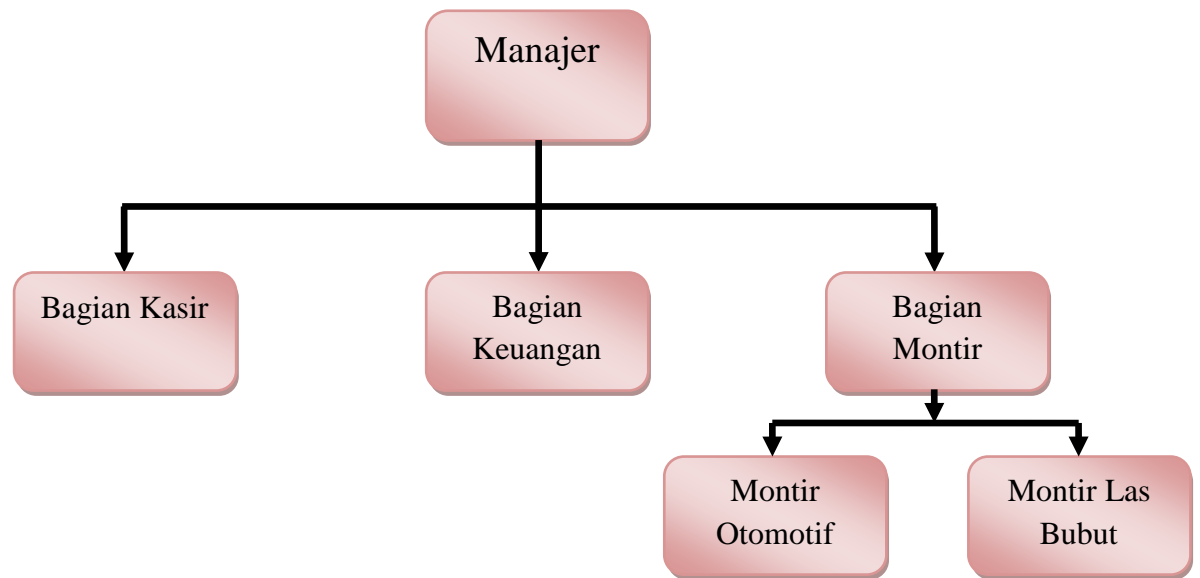 Manajer
Bagian Kasir
Bagian
Keuangan
Bagian
Montir
Montir
Otomotif
Montir Las
Bubut